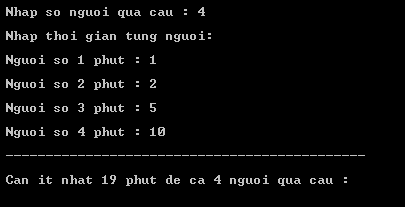 Nhap so nguoi qua cau : 4
Nhap thoi gian tung nguoi:
Nguoi so 1 phut : 1
Nguoi so 2 phut : 2
Nguoi so 3 phut : 5
Nguoi so 4 phut : 10
---------------------------------------------
Can it nhat 19 phut de ca 4 nguoi qua cau :